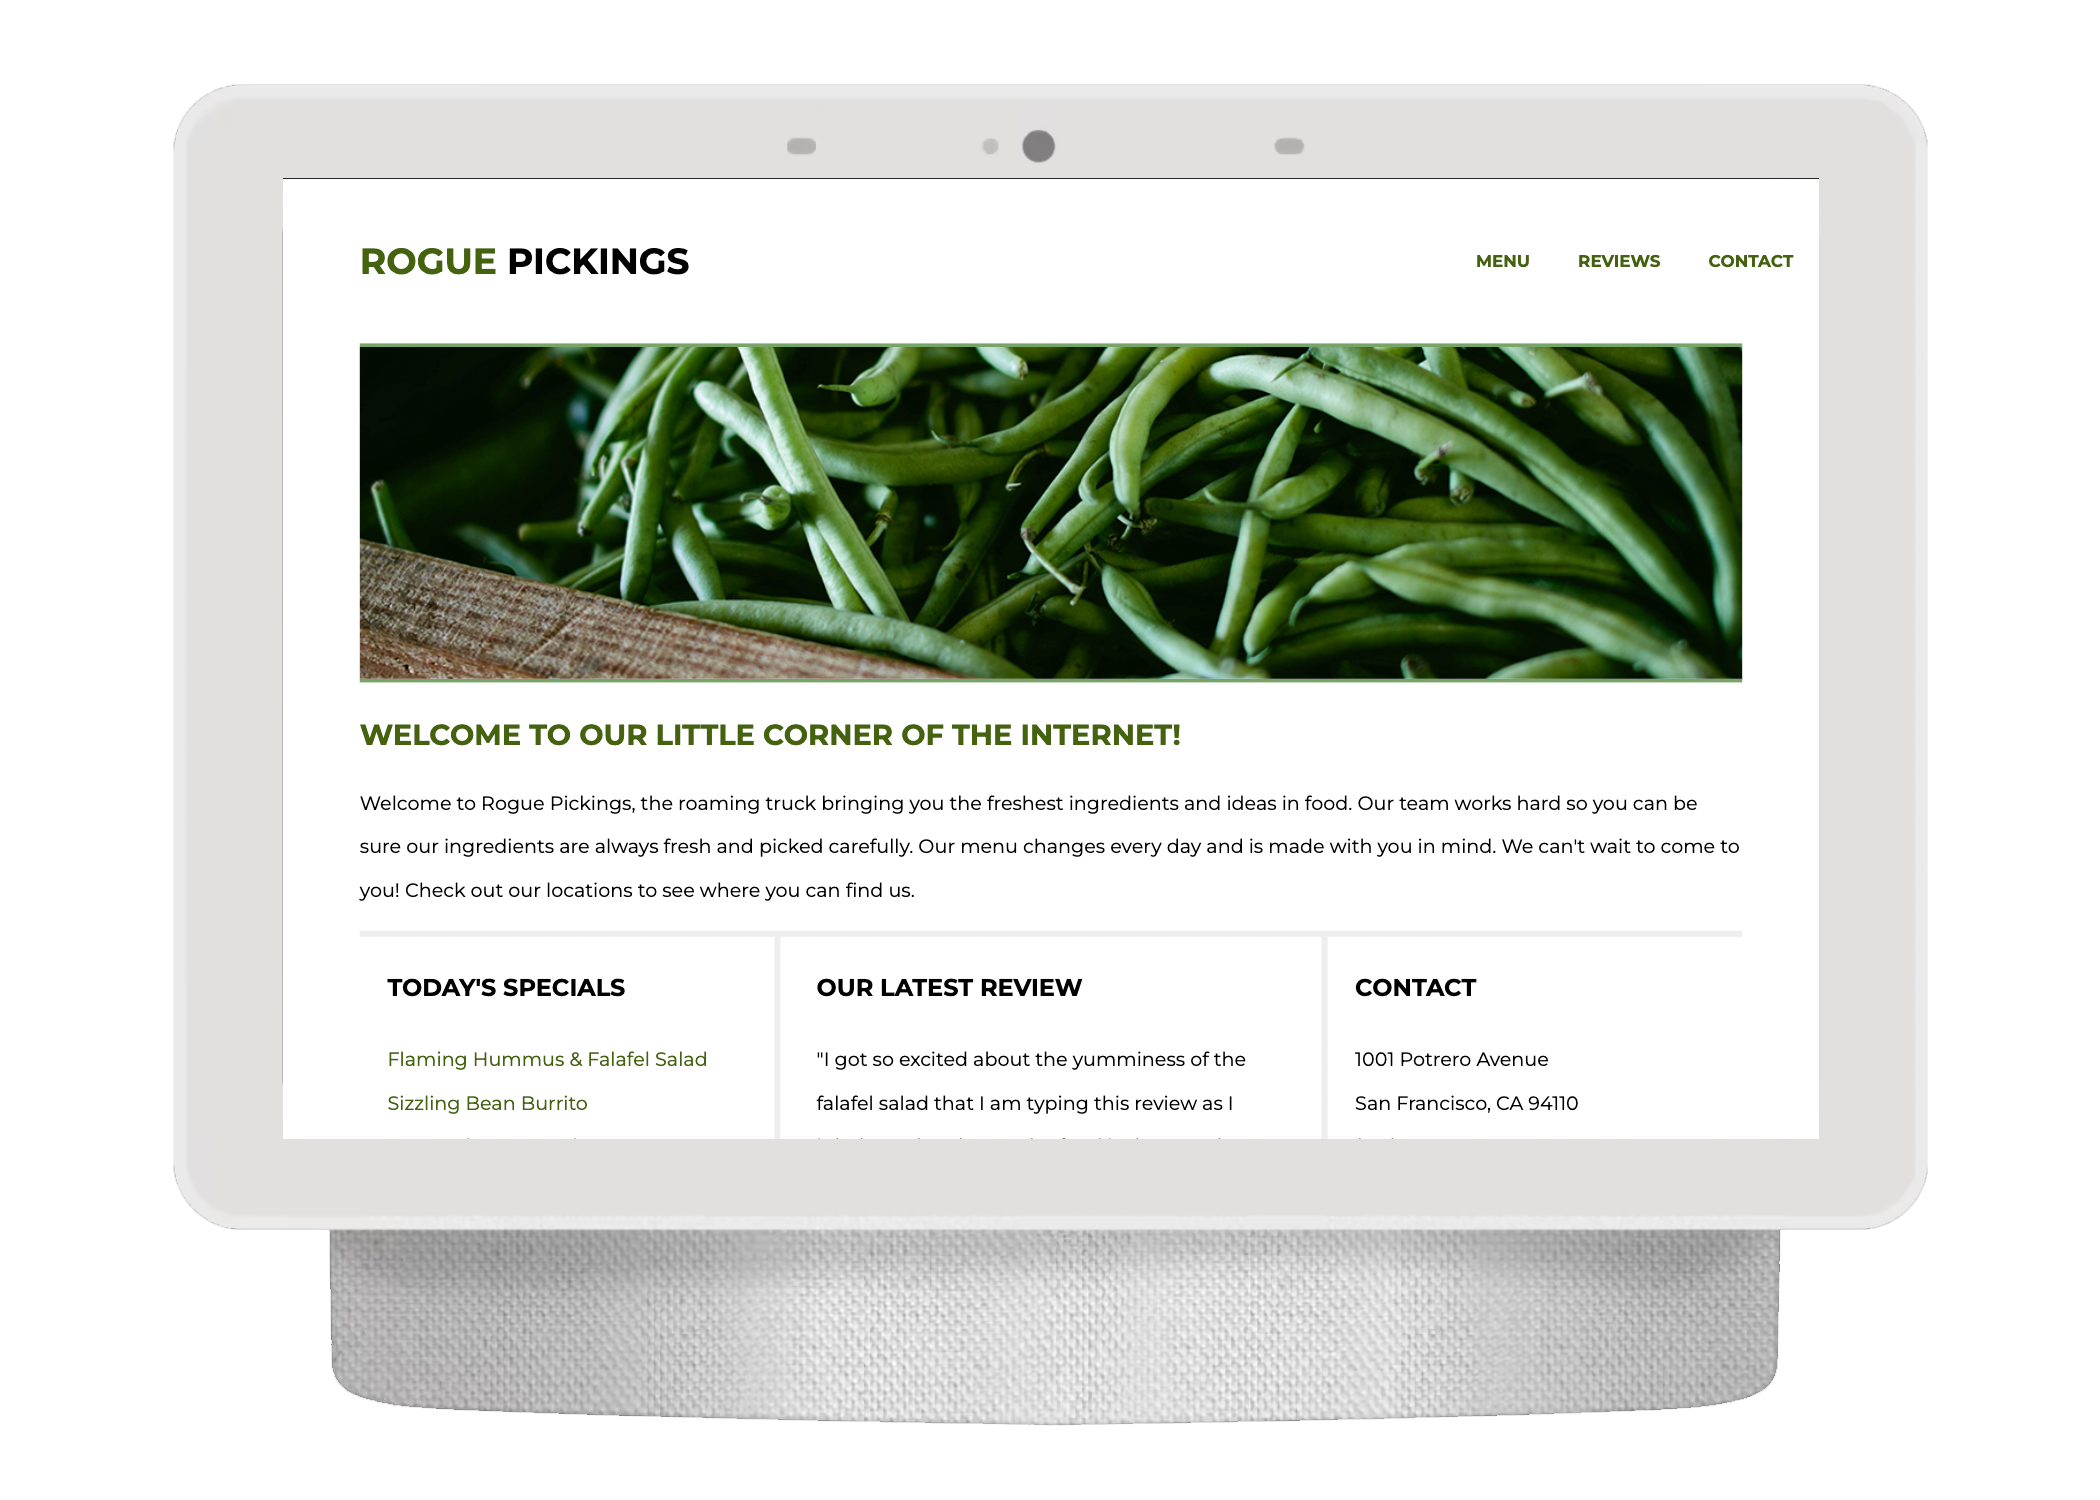 ROGUE PICKINGS
MENU REVIEWS CONTACT
WELCOME TO OUR LITTLE CORNER OF THE INTERNET!
Welcome to Rogue Pickings, the roaming truck bringing you the freshest ingredients and ideas in food. Our team works hard so you can be
sure our ingredients are always fresh and picked carefully. Our menu changes every day and is made with you in mind. We can't wait to come to
you! Check out our locations to see where you can find us.
TODAY'S SPECIALS
Flaming Hummus & Falafel Salad
Sizzling Bean Burrito
OUR LATEST REVIEW
"I got so excited about the yumminess of the
falafel salad that I am typing this review as I
CONTACT
1001 Potrero Avenue
San Francisco, CA 94110